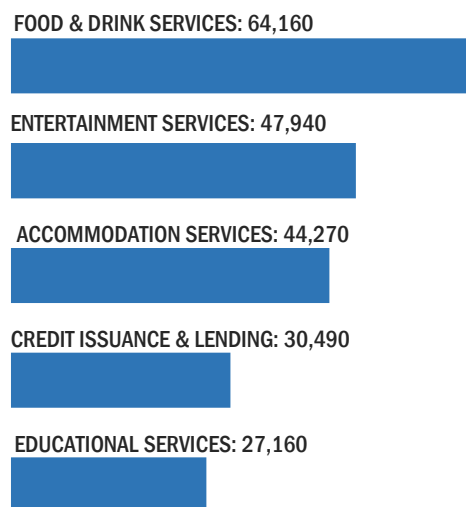 FOOD & DRINK SERVICES: 64,160
ENTERTAINMENT SERVICES: 47,940
ACCOMMODATION SERVICES: 44,270
CREDIT ISSUANCE & LENDING: 30,490
EDUCATIONAL SERVICES: 27,160